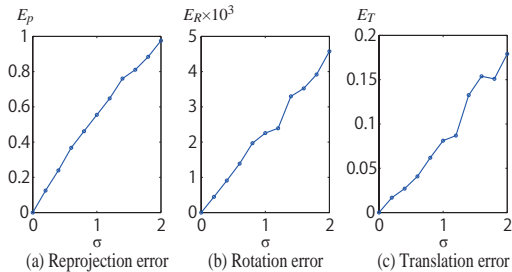 E_p
1
0.8
0.6
0.4
0.2
0
0 1 2
σ
(a) Reprojection error
E_R×10³
5
4
3
2
1
0
0 1 2
σ
(b) Rotation error
E_T
0.2
0.15
0.1
0.05
0
0 1 2
σ
(c) Translation error